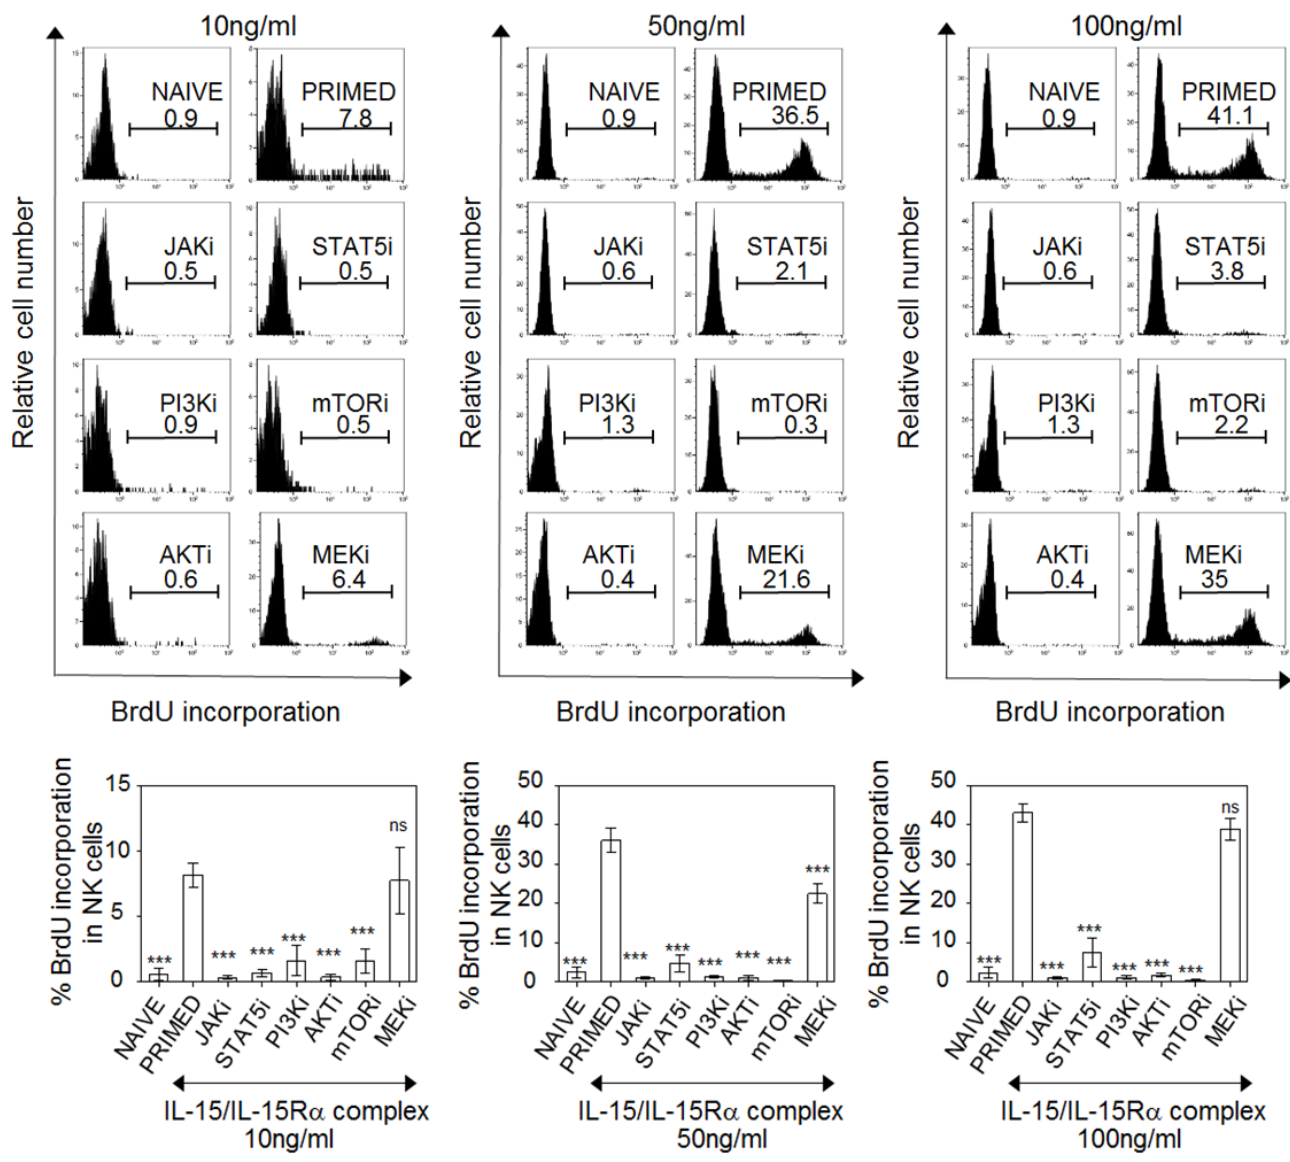 10ng/ml
50ng/ml
100ng/ml
NAIVE
0.9
PRIMED
7.8
JAKi
0.5
STAT5i
0.5
PI3Ki
0.9
mTORi
0.5
AKTi
0.6
MEKi
6.4
Relative cell number
BrdU incorporation
NAIVE
0.9
PRIMED
36.5
JAKi
0.6
STAT5i
2.1
PI3Ki
1.3
mTORi
0.3
AKTi
0.4
MEKi
21.6
Relative cell number
BrdU incorporation
NAIVE
0.9
PRIMED
41.1
JAKi
0.6
STAT5i
3.8
PI3Ki
1.3
mTORi
2.2
AKTi
0.4
MEKi
35
Relative cell number
BrdU incorporation
% BrdU incorporation
in NK cells
15
10
5
0
*** *** *** *** *** *** ns
NAIVE PRIMED JAKi STAT5i PI3Ki AKTi mTORi MEKi
IL-15/IL-15Rα complex
10ng/ml
% BrdU incorporation
in NK cells
50
40
30
20
10
0
*** *** *** *** *** *** ***
NAIVE PRIMED JAKi STAT5i PI3Ki AKTi mTORi MEKi
IL-15/IL-15Rα complex
50ng/ml
% BrdU incorporation
in NK cells
50
40
30
20
10
0
*** *** *** *** *** *** ns
NAIVE PRIMED JAKi STAT5i PI3Ki AKTi mTORi MEKi
IL-15/IL-15Rα complex
100ng/ml